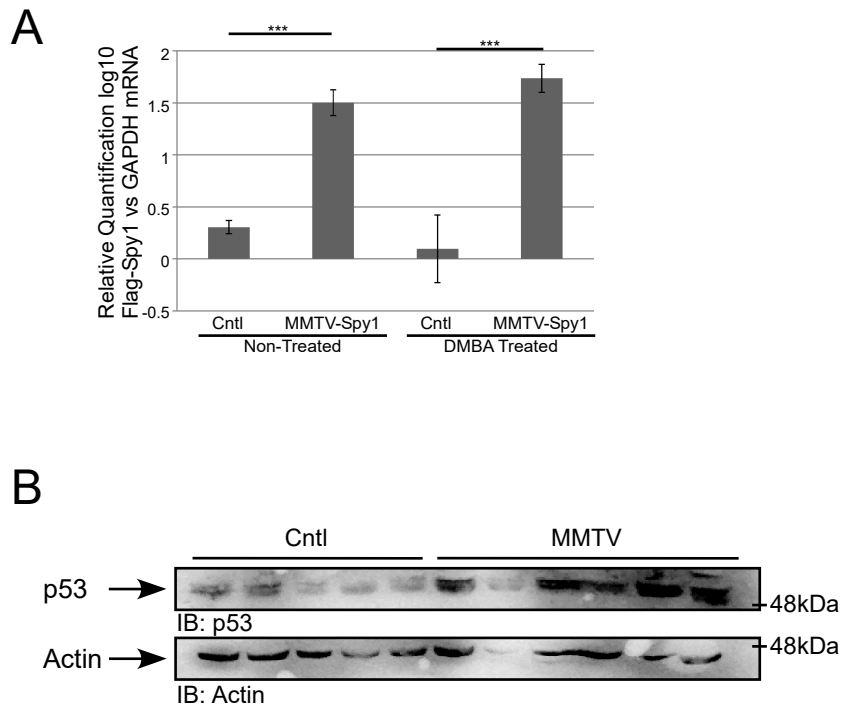 A
Relative Quantification log10
Flag-Spy1 vs GAPDH mRNA
2
1.5
1
0.5
0
-0.5
***
***
Cntl
MMTV-Spy1
Cntl
MMTV-Spy1
Non-Treated
DMBA Treated
B
Cntl
MMTV
p53
48kDa
IB: p53
Actin
48kDa
IB: Actin